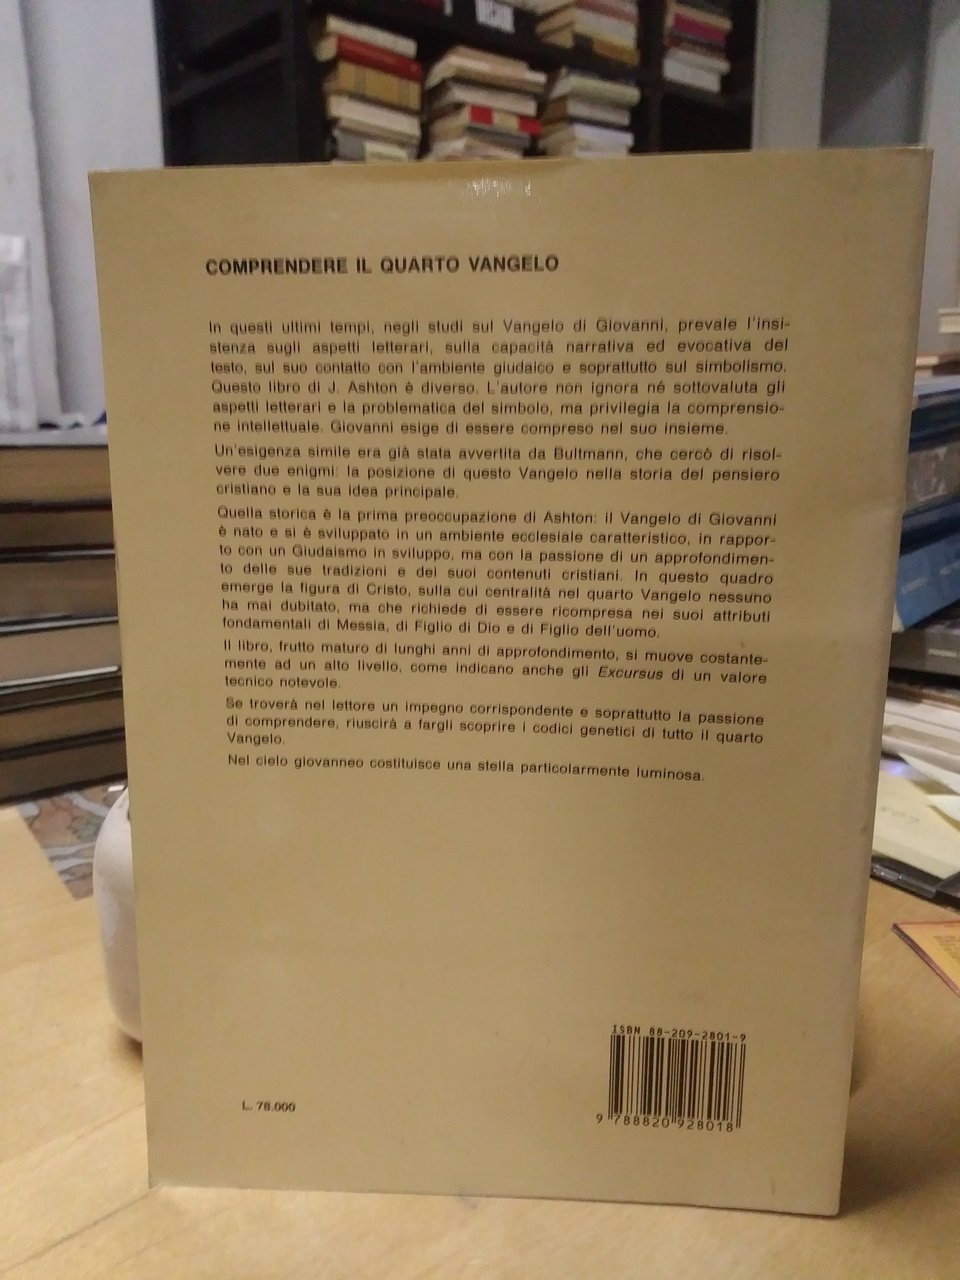 COMPRENDERE IL QUARTO VANGELO
In questi ultimi tempi, negli studi sul Vangelo di Giovanni, prevale l'insi-
stenza sugli aspetti letterari, sulla capacità narrativa ed evocativa del
testo, sul suo contatto con l'ambiente giudaico e soprattutto sul simbolismo.
Questo libro di J. Ashton è diverso. L'autore non ignora né sottovaluta gli
aspetti letterari e la problematica del simbolo, ma privilegia la comprensio-
ne intellettuale. Giovanni esige di essere compreso nel suo insieme.
Un'esigenza simile era già stata avvertita da Bultmann, che cercò di risol-
vere due enigmi: la posizione di questo Vangelo nella storia del pensiero
cristiano e la sua idea principale.
Quella storica è la prima preoccupazione di Ashton: il Vangelo di Giovanni
è nato e si è sviluppato in un ambiente ecclesiale caratteristico, in rappor-
to con un Giudaismo in sviluppo, ma con la passione di un approfondimen-
to delle sue tradizioni e dei suoi contenuti cristiani. In questo quadro
emerge la figura di Cristo, sulla cui centralità nel quarto Vangelo nessuno
ha mai dubitato, ma che richiede di essere ricompresa nei suoi attributi
fondamentali di Messia, di Figlio di Dio e di Figlio dell'uomo.
Il libro, frutto maturo di lunghi anni di approfondimento, si muove costante-
mente ad un alto livello, come indicano anche gli Excursus di un valore
tecnico notevole.
Se troverà nel lettore un impegno corrispondente e soprattutto la passione
di comprendere, riuscirà a fargli scoprire i codici genetici di tutto il quarto
Vangelo.
Nel cielo giovanneo costituisce una stella particolarmente luminosa.
ISBN 88-209-2801-9
L. 78.000
9 788820 928018